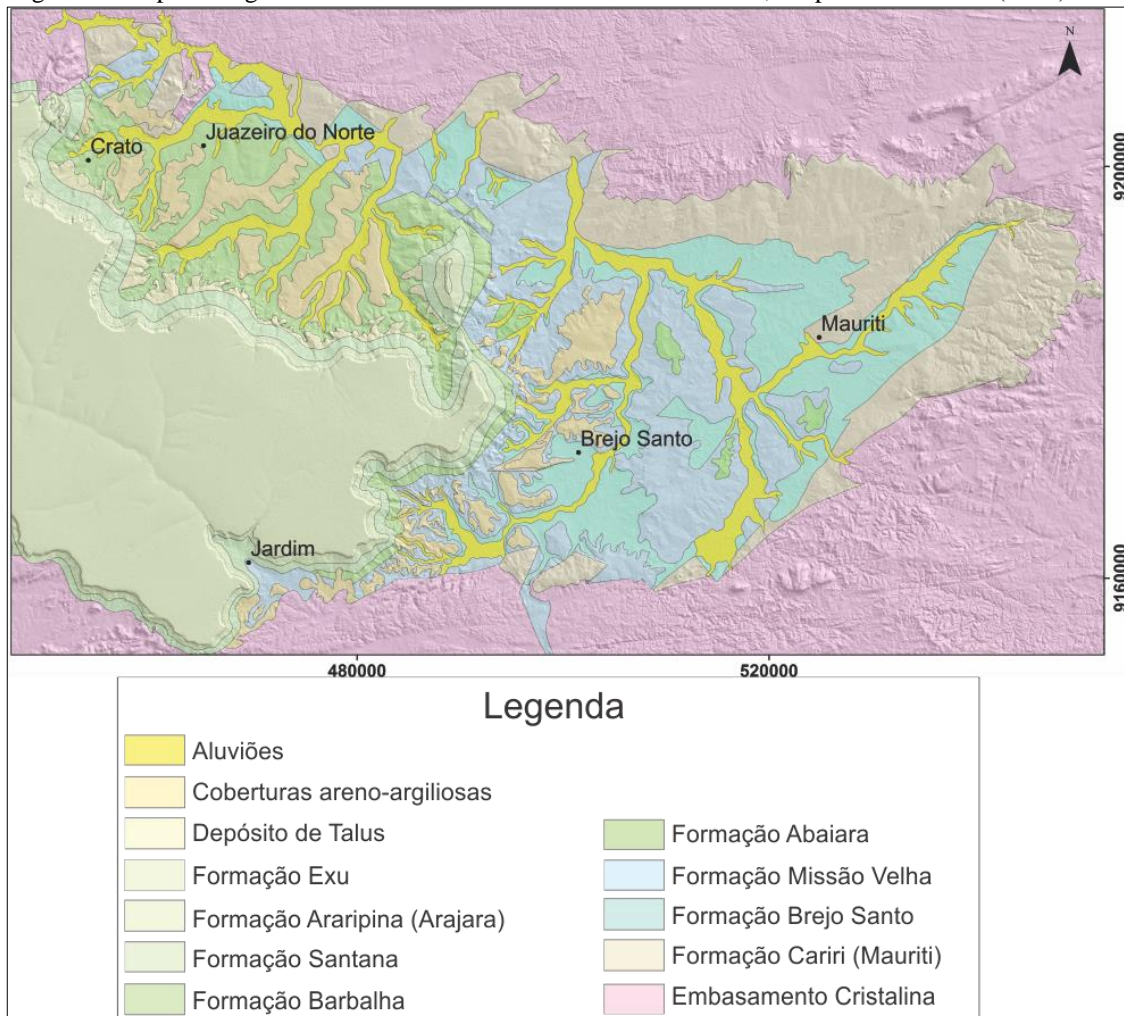 N
Crato
Juazeiro do Norte
9200000
Mauriti
Brejo Santo
Jardim
9160000
480000
520000
Legenda
Aluviões
Coberturas areno-argiliosas
Depósito de Talus
Formação Exu
Formação Araripina (Arajara)
Formação Santana
Formação Barbalha
Formação Abaiara
Formação Missão Velha
Formação Brejo Santo
Formação Cariri (Mauriti)
Embasamento Cristalina